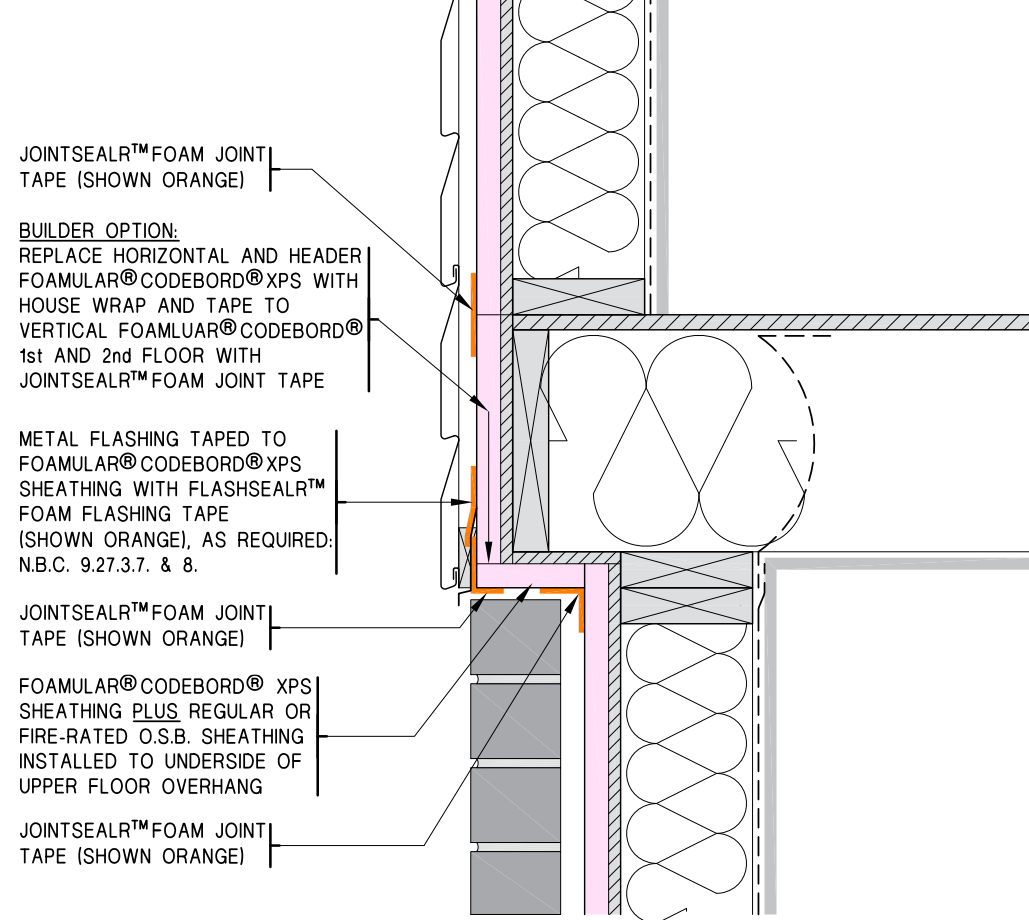 JOINTSEALR™ FOAM JOINT
TAPE (SHOWN ORANGE)
BUILDER OPTION:
REPLACE HORIZONTAL AND HEADER
FOAMULAR® CODEBORD® XPS WITH
HOUSE WRAP AND TAPE TO
VERTICAL FOAMLUAR® CODEBORD®
1st AND 2nd FLOOR WITH
JOINTSEALR™ FOAM JOINT TAPE
METAL FLASHING TAPED TO
FOAMULAR® CODEBORD® XPS
SHEATHING WITH FLASHSEALR™
FOAM FLASHING TAPE
(SHOWN ORANGE), AS REQUIRED:
N.B.C. 9.27.3.7. & 8.
JOINTSEALR™ FOAM JOINT
TAPE (SHOWN ORANGE)
FOAMULAR® CODEBORD® XPS
SHEATHING PLUS REGULAR OR
FIRE-RATED O.S.B. SHEATHING
INSTALLED TO UNDERSIDE OF
UPPER FLOOR OVERHANG
JOINTSEALR™ FOAM JOINT
TAPE (SHOWN ORANGE)